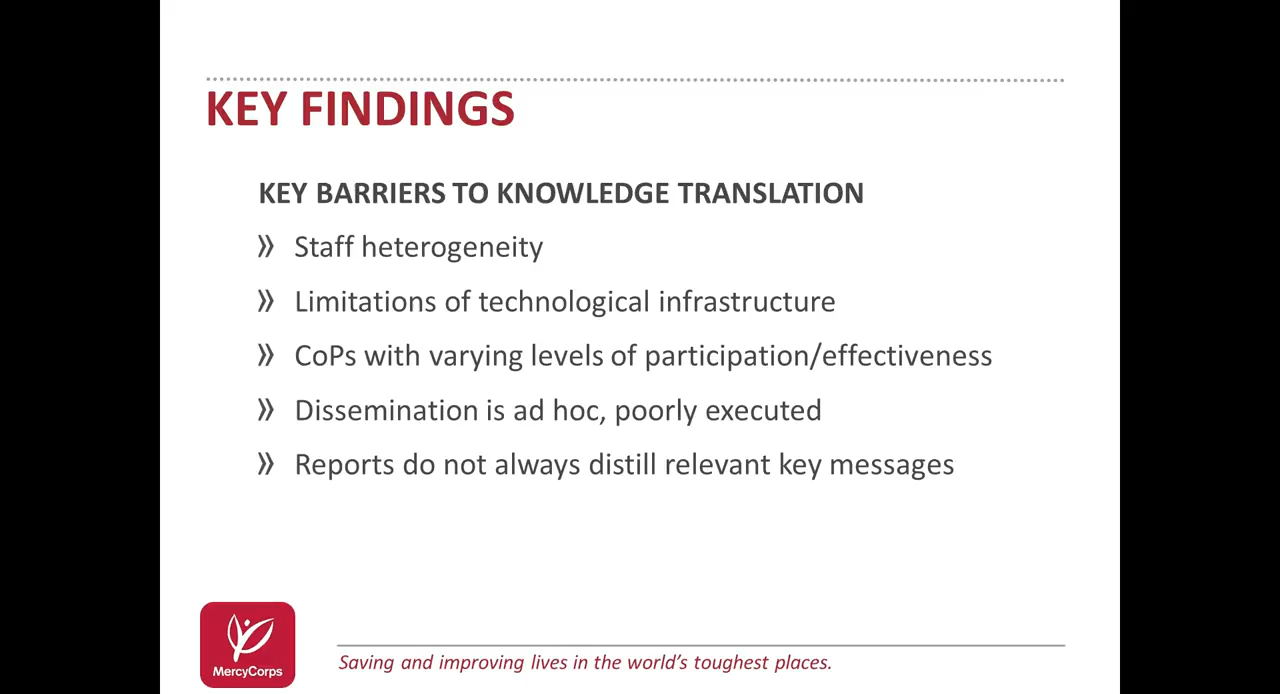 KEY FINDINGS
KEY BARRIERS TO KNOWLEDGE TRANSLATION
» Staff heterogeneity
» Limitations of technological infrastructure
» CoPs with varying levels of participation/effectiveness
» Dissemination is ad hoc, poorly executed
» Reports do not always distill relevant key messages
MercyCorps
Saving and improving lives in the world’s toughest places.